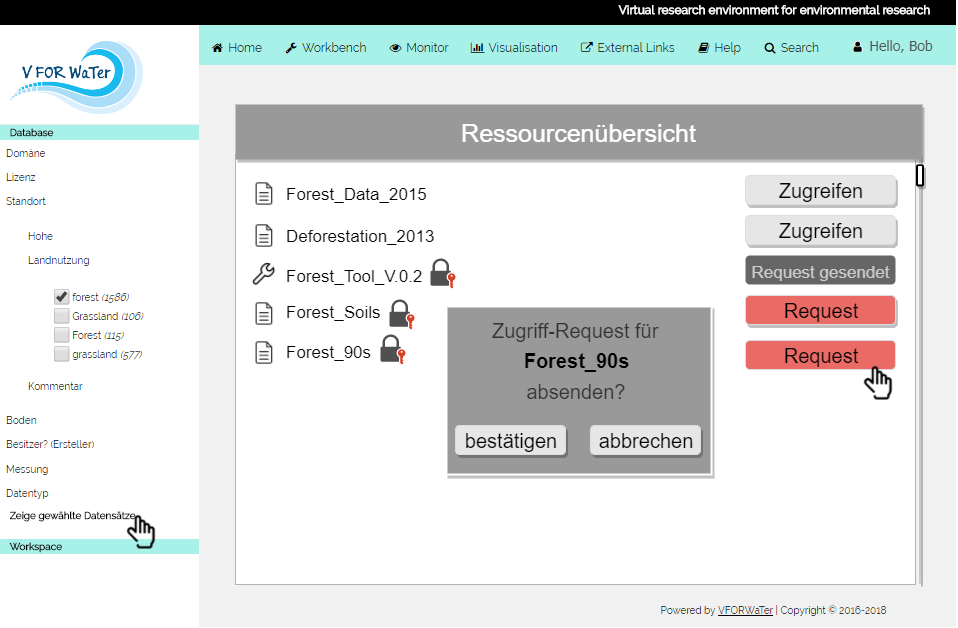 Virtual research environment for environmental research
V FOR WaTer
Home Workbench Monitor Visualisation External Links Help Search Hello, Bob
Database
Domäne
Lizenz
Standort
Hohe
Landnutzung
forest (1586)
Grassland (106)
Forest (115)
grassland (577)
Kommentar
Boden
Besitzer? (Ersteller)
Messung
Datentyp
Zeige gewählte Datensätze
Workspace
Ressourcenübersicht
Forest_Data_2015 Zugreifen
Deforestation_2013 Zugreifen
Forest_Tool_V.0.2 Request gesendet
Forest_Soils Request
Forest_90s Request
Zugriff-Request für
Forest_90s
absenden?
bestätigen abbrechen
Powered by VFORWaTer | Copyright © 2016-2018